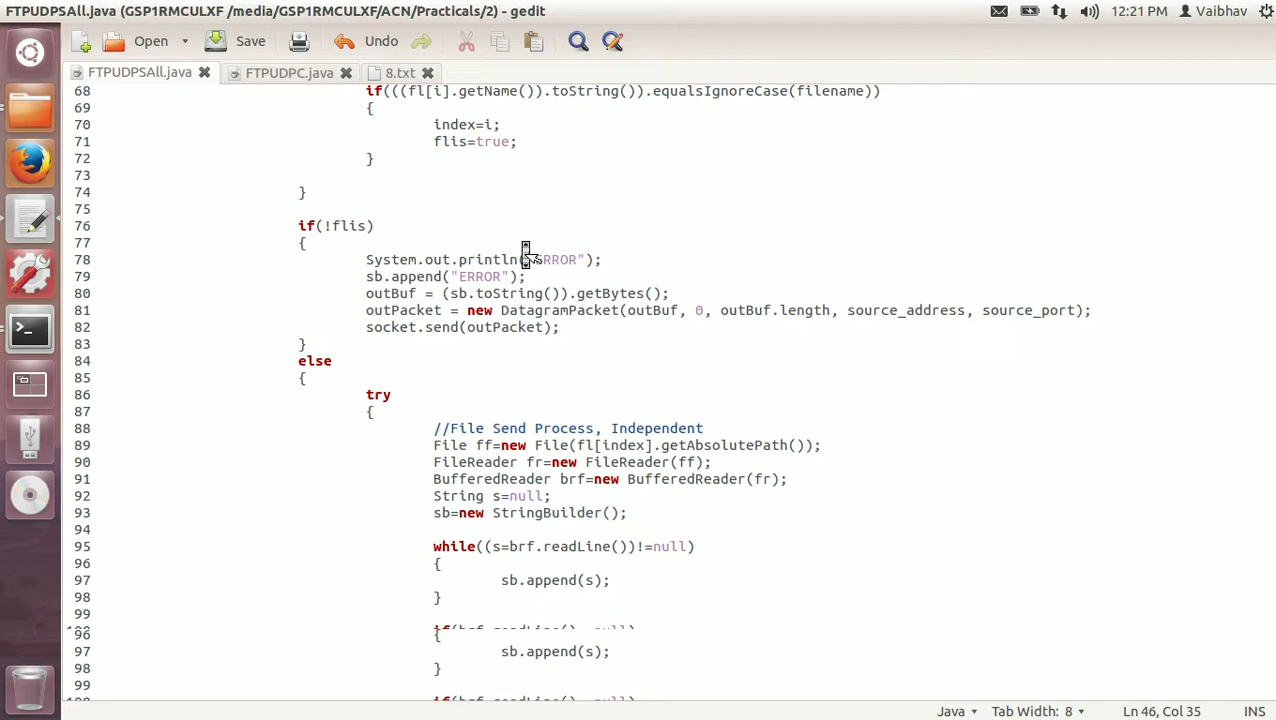 FTPUDPSAll.java (GSP1RMCULXF /media/GSP1RMCULXF/ACN/Practicals/2) - gedit
12:21 PM Vaibhav
Open Save Undo
FTPUDPSAll.java FTPUDPC.java 8.txt
68 if(((fl[i].getName()).toString()).equalsIgnoreCase(filename))
69 {
70 index=i;
71 flis=true;
72 }
73
74 }
75
76 if(!flis)
77 {
78 System.out.println( RROR");
79 sb.append("ERROR");
80 outBuf = (sb.toString()).getBytes();
81 outPacket = new DatagramPacket(outBuf, 0, outBuf.length, source_address, source_port);
82 socket.send(outPacket);
83 }
84 else
85 {
86 try
87 {
88 //File Send Process, Independent
89 File ff=new File(fl[index].getAbsolutePath());
90 FileReader fr=new FileReader(ff);
91 BufferedReader brf=new BufferedReader(fr);
92 String s=null;
93 sb=new StringBuilder();
94
95 while((s=brf.readLine())!=null)
96 {
97 sb.append(s);
98 }
99
96 {
97 sb.append(s);
98 }
99
Java Tab Width: 8 Ln 46, Col 35 INS